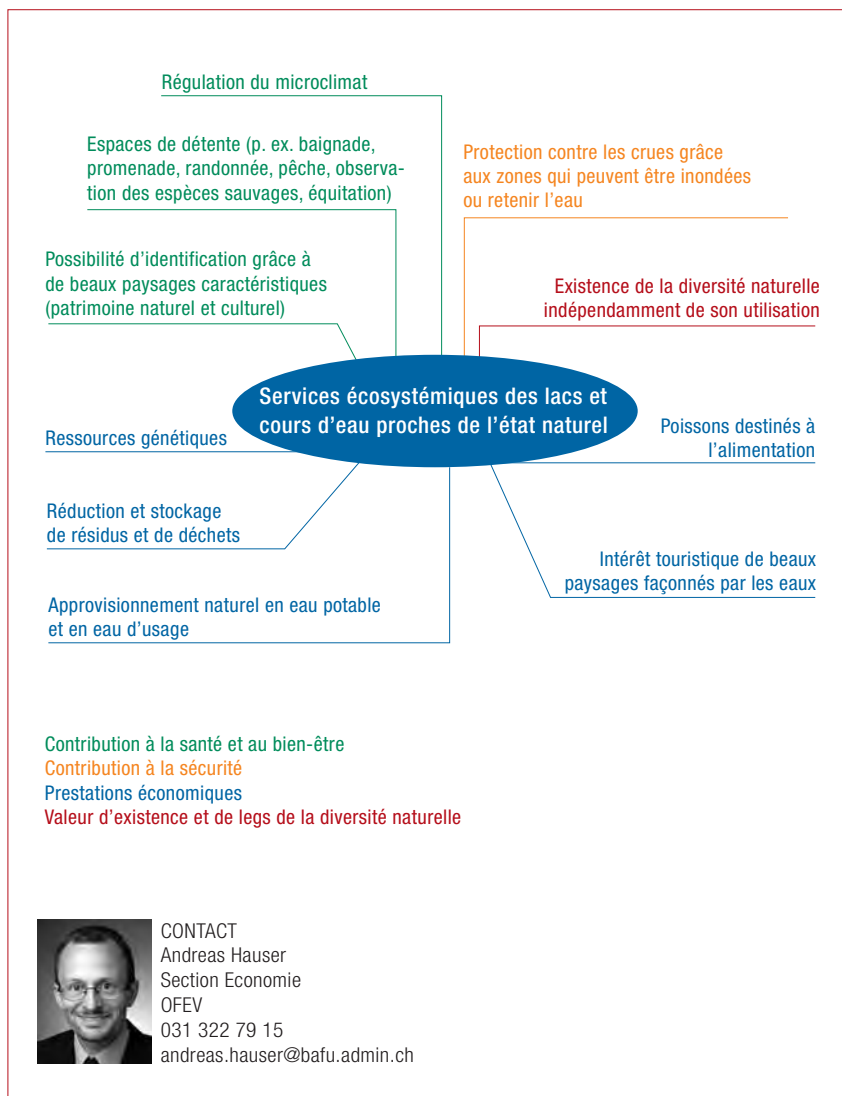 Régulation du microclimat
Espaces de détente (p. ex. baignade,
promenade, randonnée, pêche, observa-
tion des espèces sauvages, équitation)
Protection contre les crues grâce
aux zones qui peuvent être inondées
ou retenir l’eau
Possibilité d’identification grâce à
de beaux paysages caractéristiques
(patrimoine naturel et culturel)
Existence de la diversité naturelle
indépendamment de son utilisation
Services écosystémiques des lacs et
cours d’eau proches de l’état naturel
Ressources génétiques
Poissons destinés à
l’alimentation
Réduction et stockage
de résidus et de déchets
Intérêt touristique de beaux
paysages façonnés par les eaux
Approvisionnement naturel en eau potable
et en eau d’usage
Contribution à la santé et au bien-être
Contribution à la sécurité
Prestations économiques
Valeur d’existence et de legs de la diversité naturelle
CONTACT
Andreas Hauser
Section Economie
OFEV
031 322 79 15
andreas.hauser@bafu.admin.ch